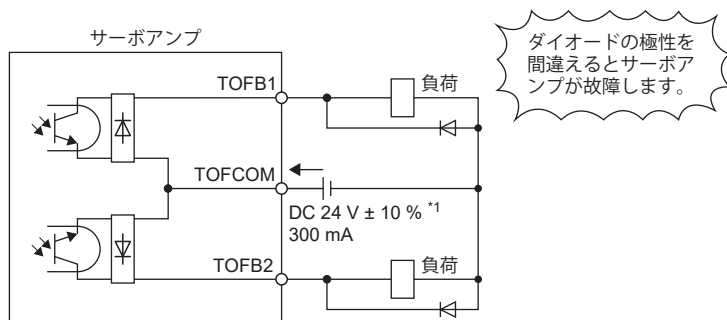 サーボアンプ
ダイオードの極性を
間違えるとサーボア
ンプが故障します。
TOFB1
負荷
TOFCOM
DC 24 V ± 10 % *1
300 mA
TOFB2
負荷